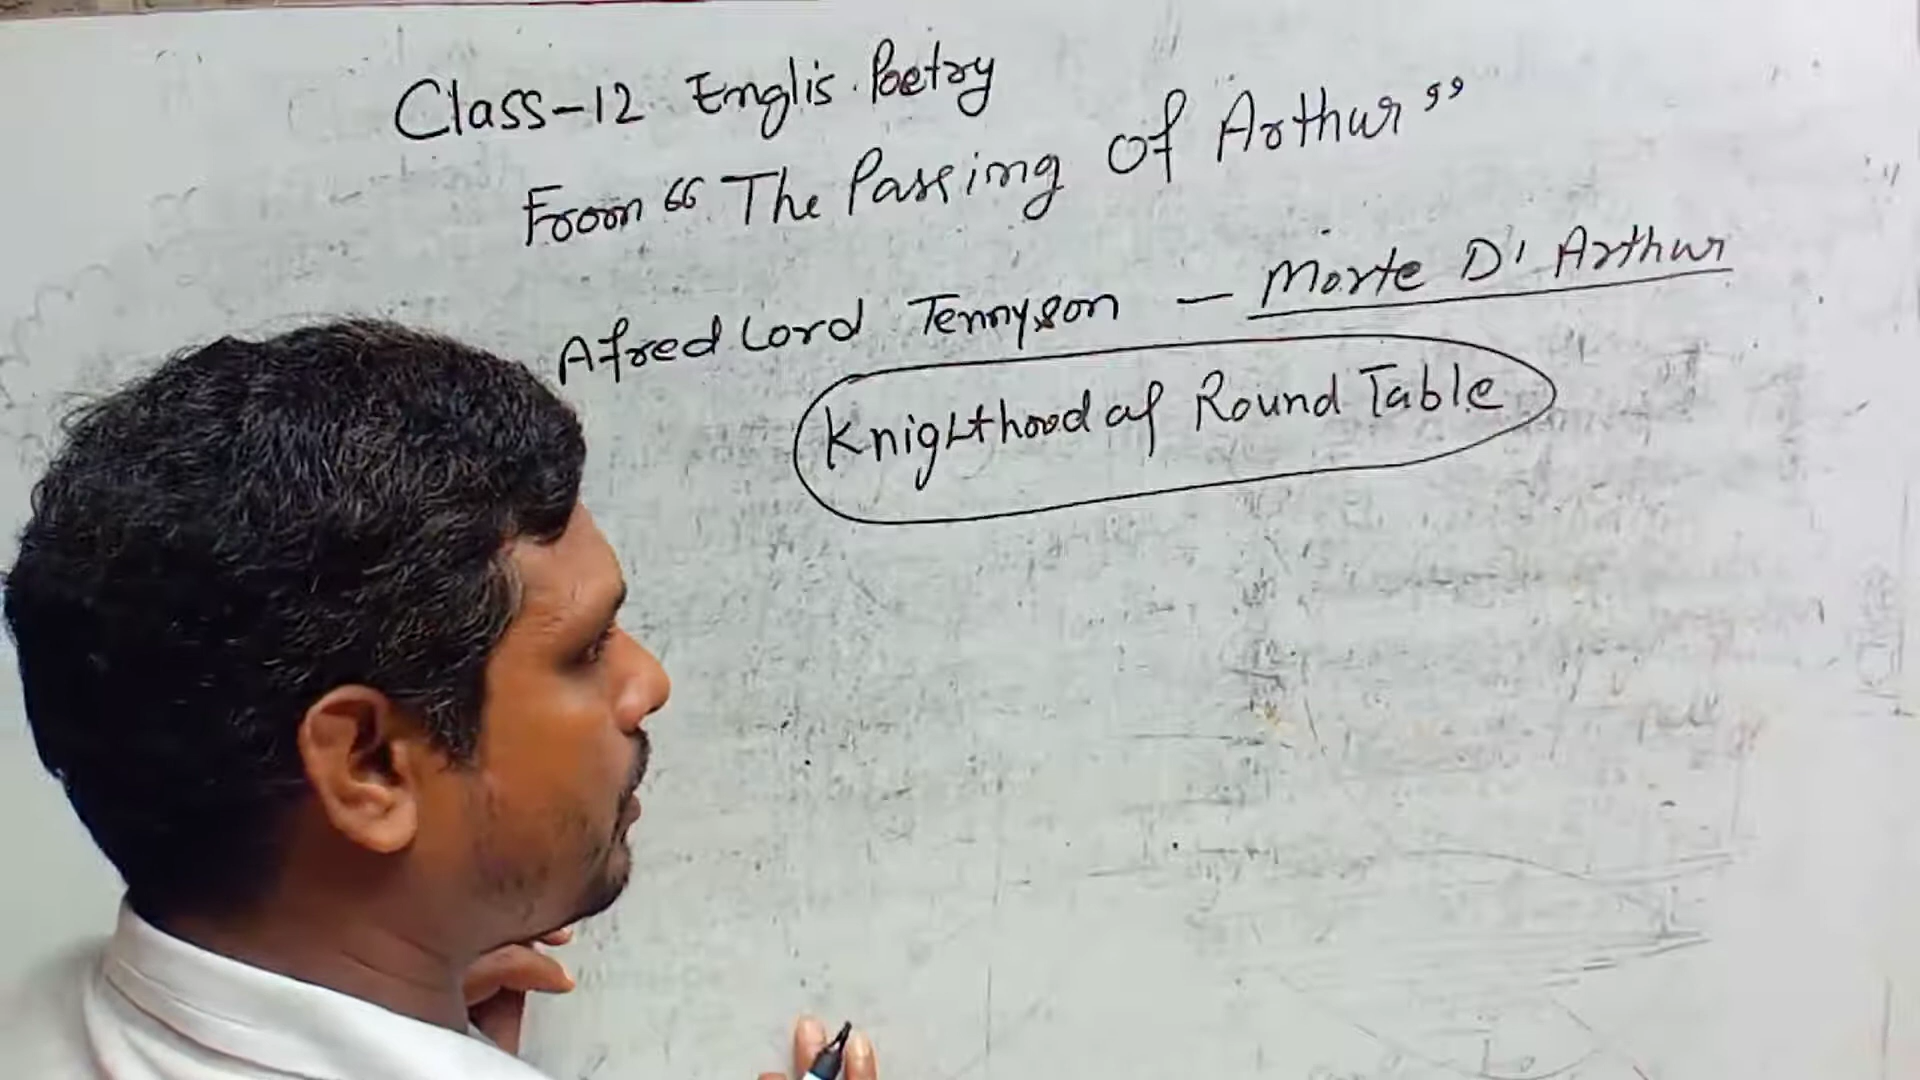 Class-12 Englis. Poetry
From “ The Passing of Arthur ”
Afred Lord Tennyson — Morte D' Arthur
Knighthood of Round Table